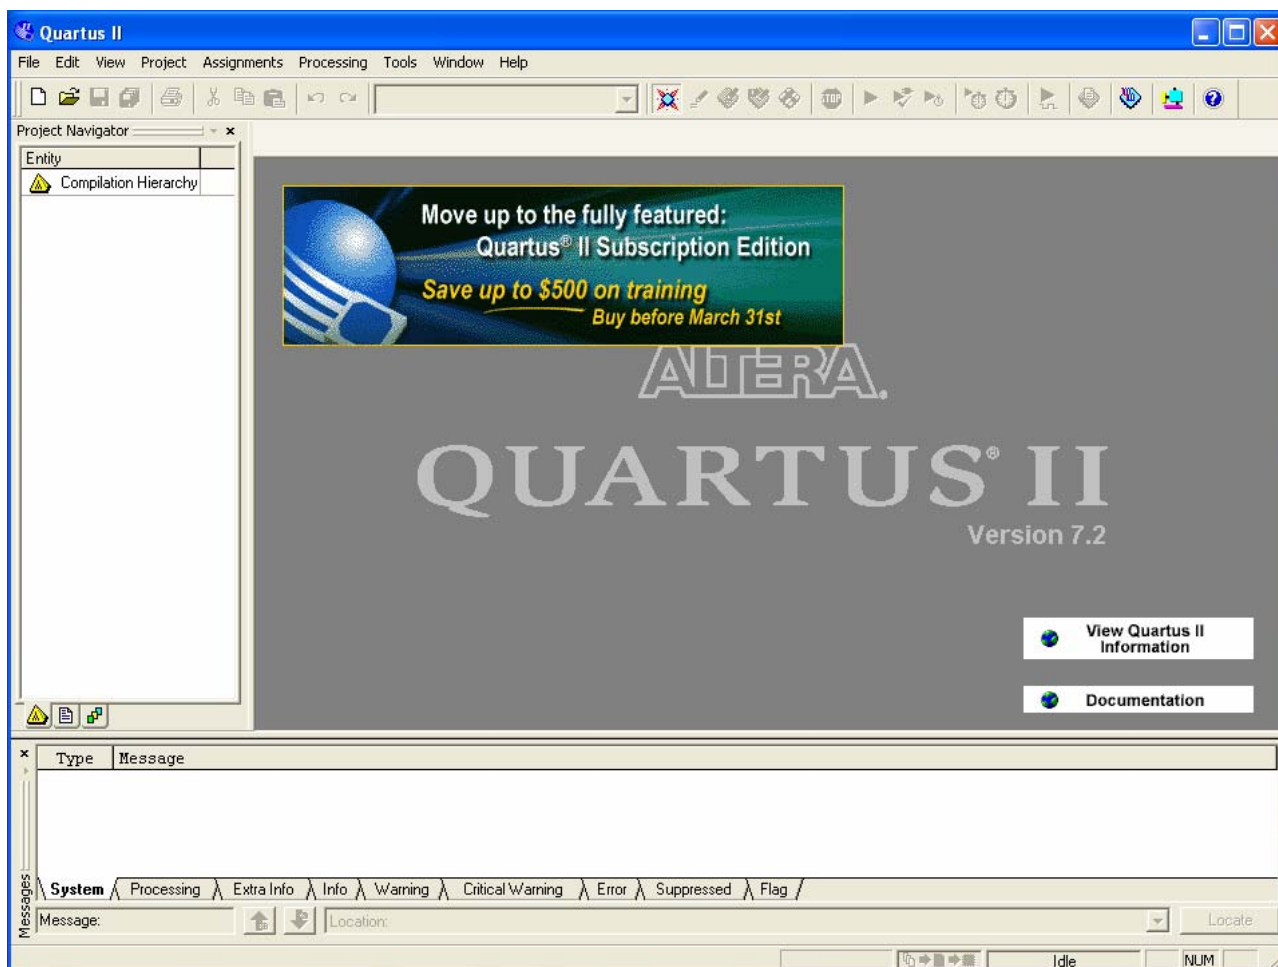 Quartus II
File Edit View Project Assignments Processing Tools Window Help
STOP
Project Navigator
Entity
Compilation Hierarchy
Move up to the fully featured:
Quartus® II Subscription Edition
Save up to $500 on training
Buy before March 31st
ALTERA®
QUARTUS® II
Version 7.2
View Quartus II
Information
Documentation
Type Message
System Processing Extra Info Info Warning Critical Warning Error Suppressed Flag
Messages
Message: Location: Locate
Idle NUM